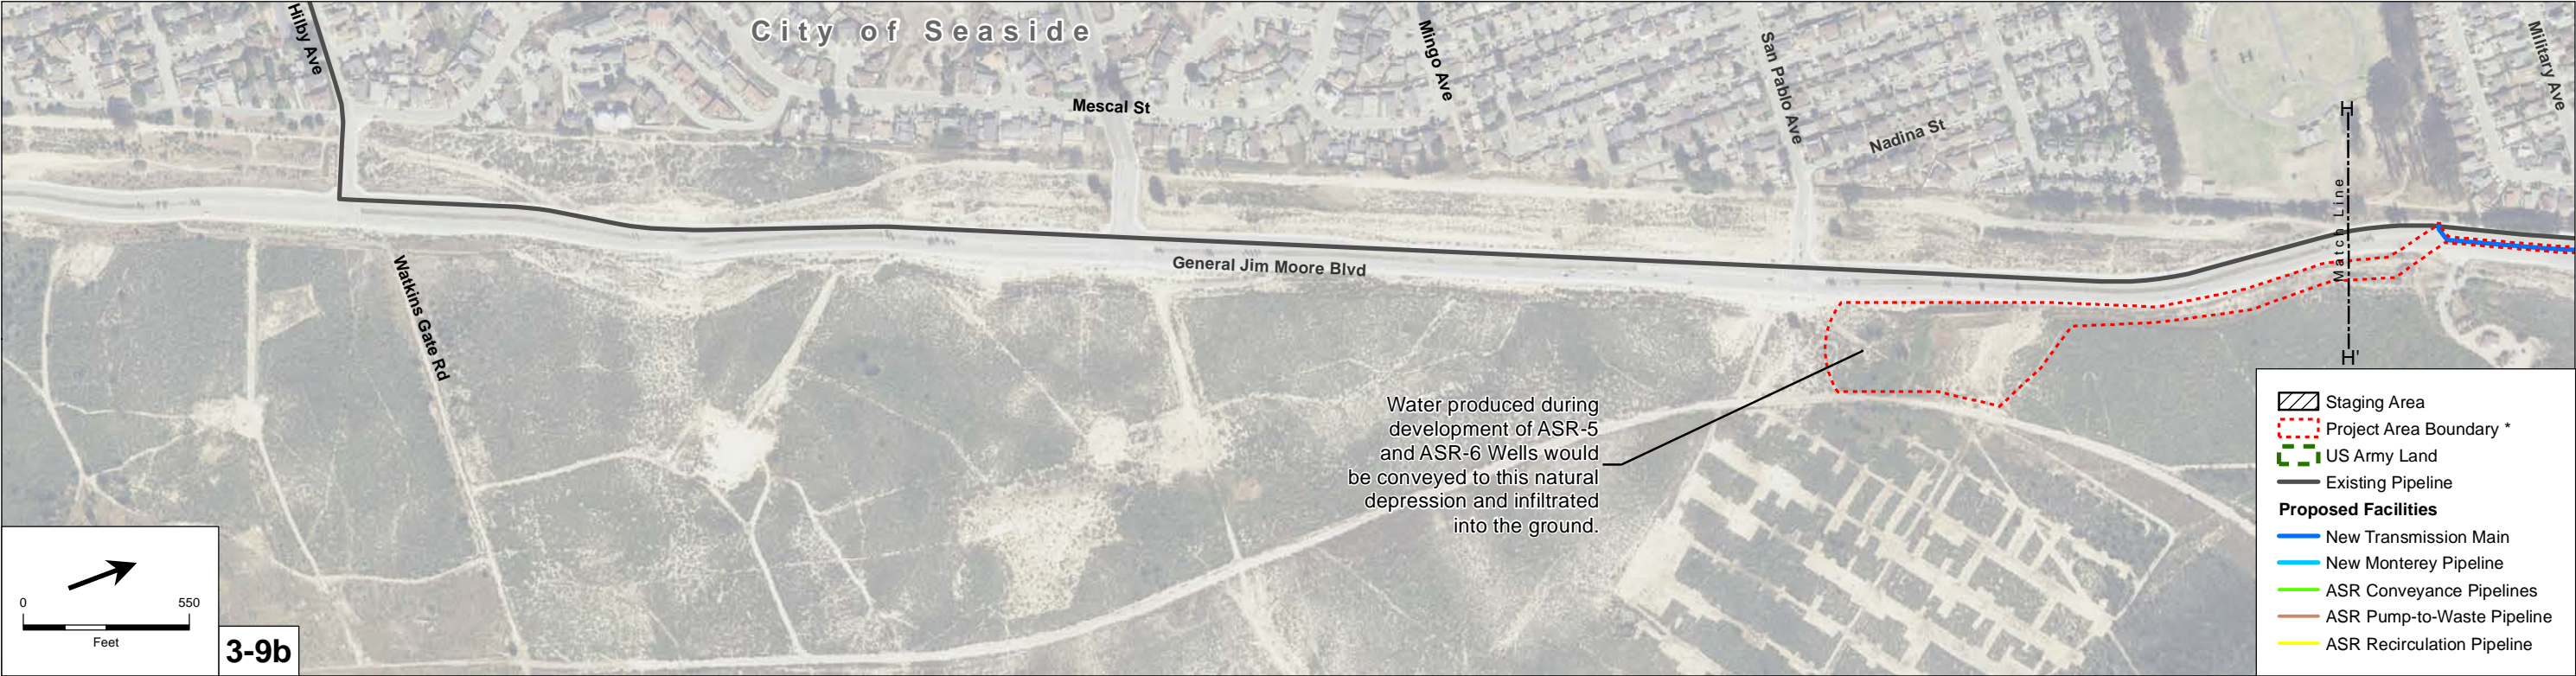 City of Seaside
Hilby Ave
Mingo Ave
San Pablo Ave
Military Ave
Mescal St
Nadina St
H
H
Match Line
H'
General Jim Moore Blvd
Watkins Gate Rd
Water produced during
development of ASR-5
and ASR-6 Wells would
be conveyed to this natural
depression and infiltrated
into the ground.
Staging Area
Project Area Boundary *
US Army Land
Existing Pipeline
Proposed Facilities
New Transmission Main
New Monterey Pipeline
ASR Conveyance Pipelines
ASR Pump-to-Waste Pipeline
ASR Recirculation Pipeline
0 550
Feet
3-9b